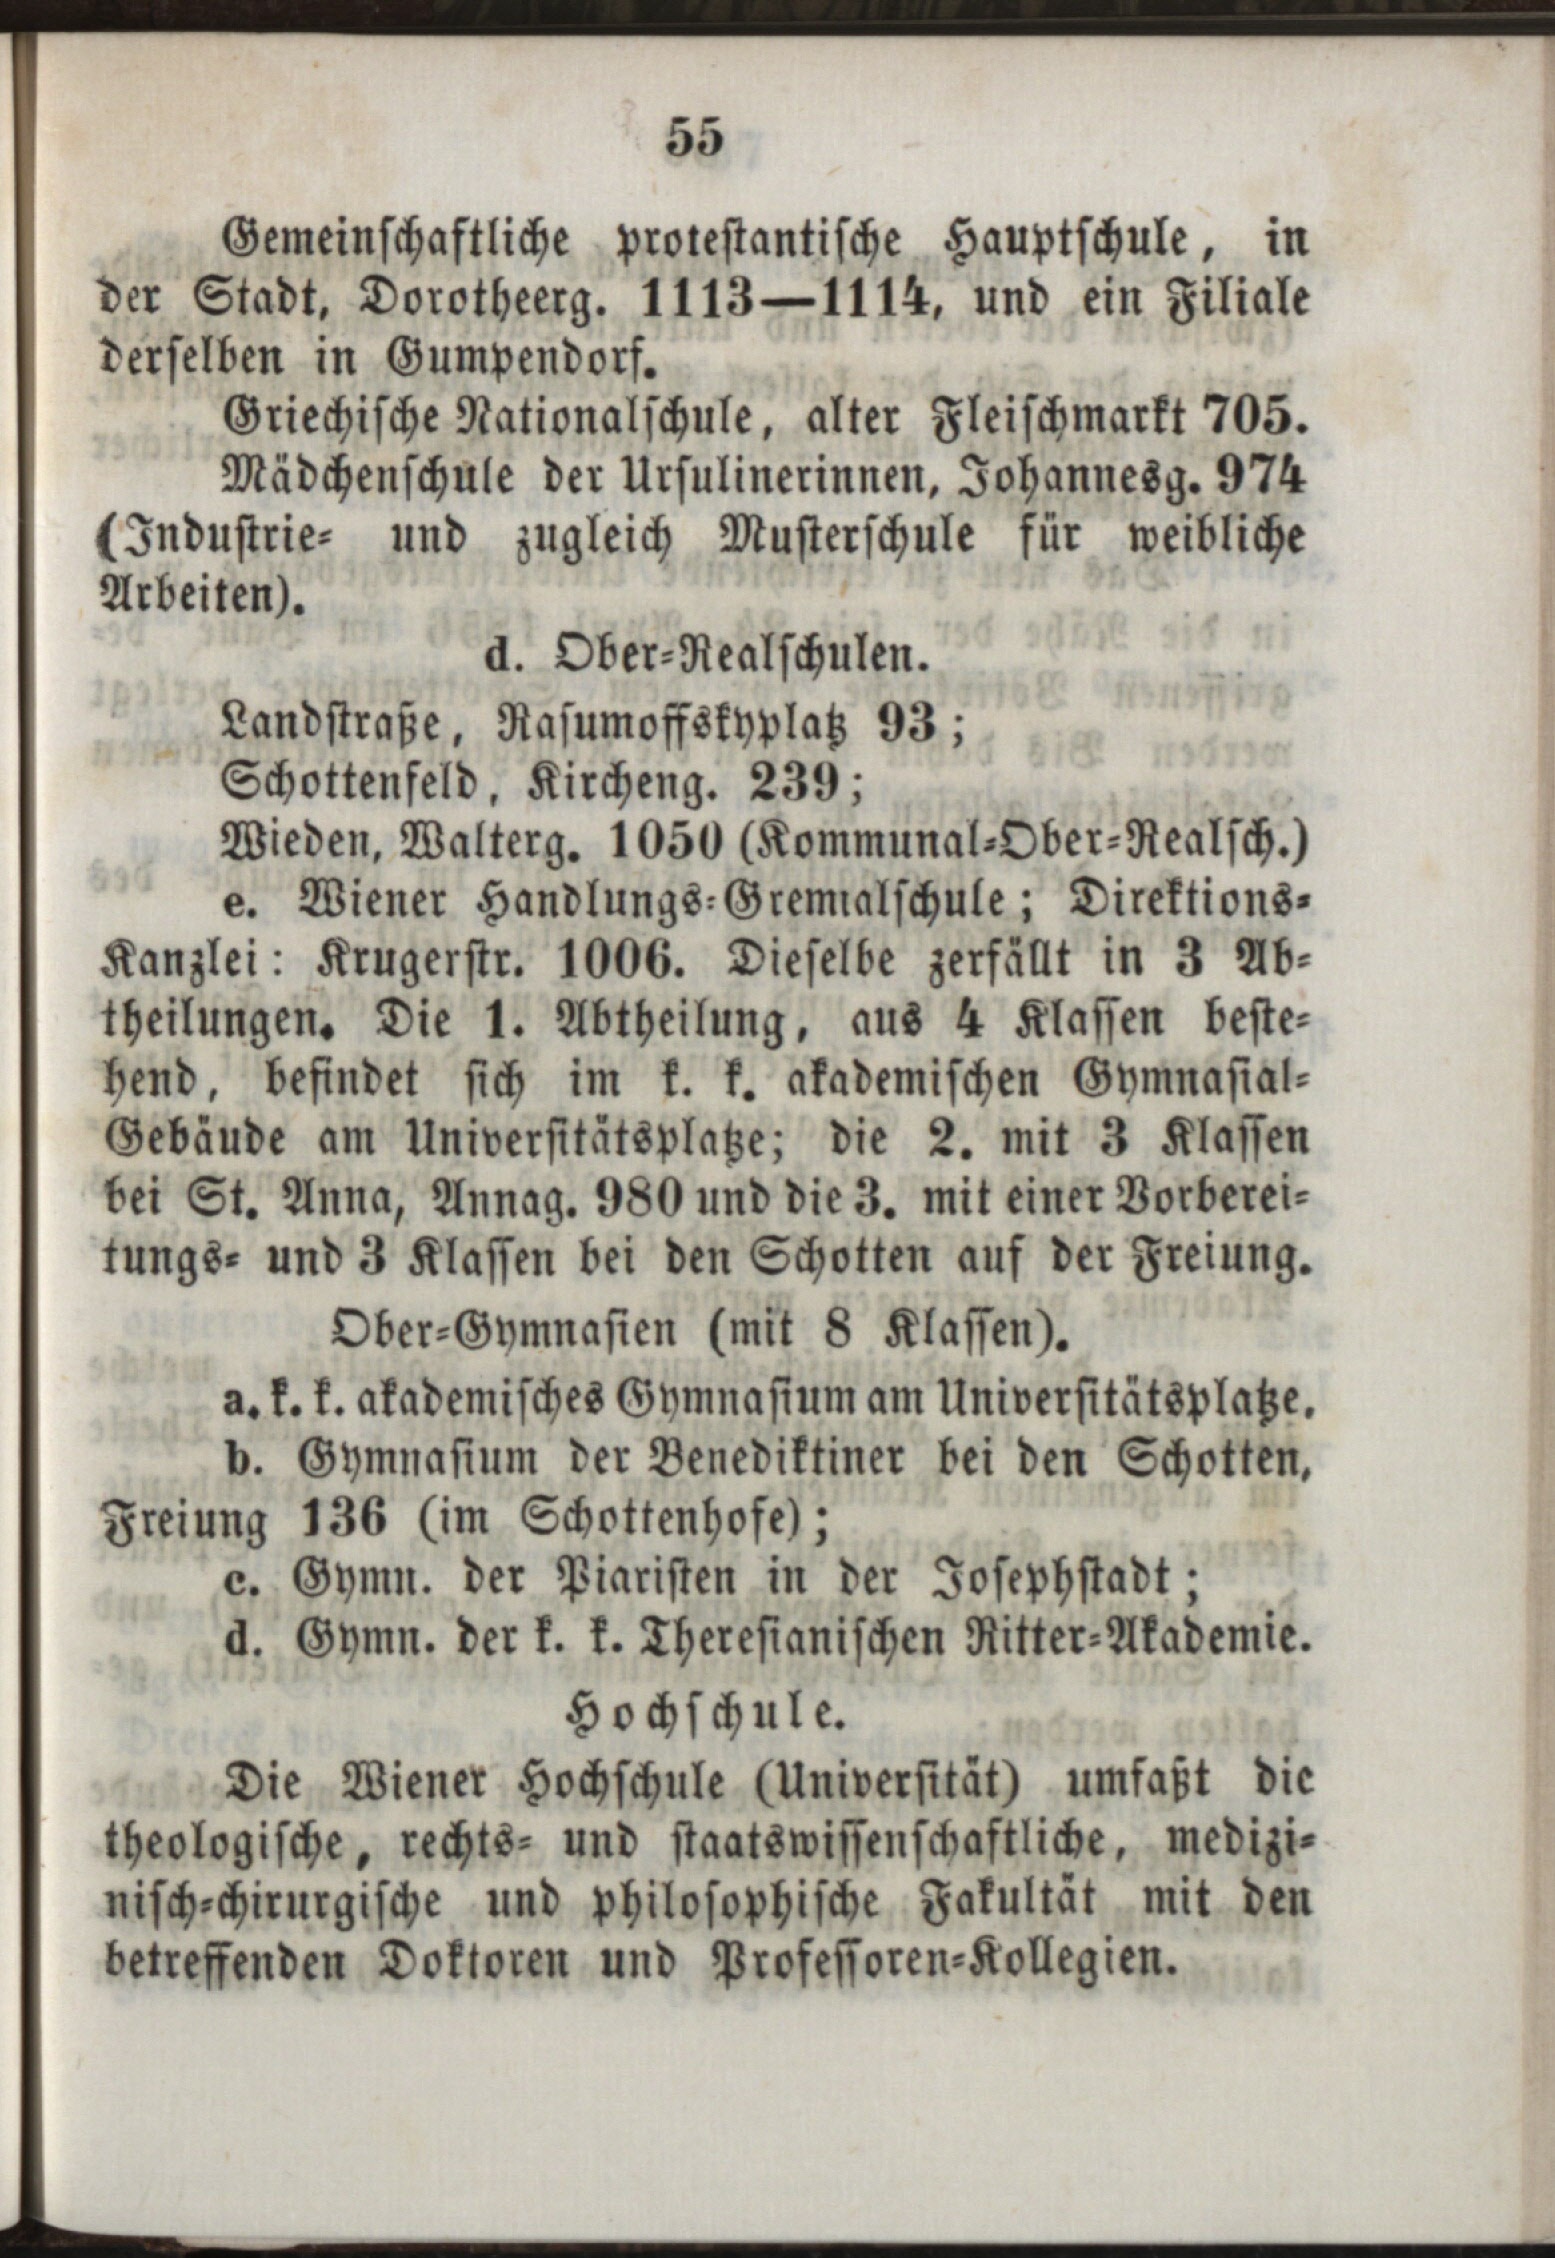 55
Gemeinschaftliche protestantische Hauptschule, in
der Stadt, Dorotheerg. 1113—1114, und ein Filiale
derselben in Gumpendorf.
Griechische Nationalschule, alter Fleischmarkt 705.
Mädchenschule der Ursulinerinnen, Johannesg. 974
(Industrie- und zugleich Musterschule für weibliche
Arbeiten).
d. Ober-Realschulen.
Landstraße, Rasumoffskyplatz 93;
Schottenfeld, Kircheng. 239;
Wieden, Walterg. 1050 (Kommunal-Ober-Realsch.)
e. Wiener Handlungs-Gremialschule; Direktions-
Kanzlei: Krugerstr. 1006. Dieselbe zerfällt in 3 Ab-
theilungen. Die 1. Abtheilung, aus 4 Klassen beste-
hend, befindet sich im k. k. akademischen Gymnasial-
Gebäude am Universitätsplatze; die 2. mit 3 Klassen
bei St. Anna, Annag. 980 und die 3. mit einer Vorberei-
tungs- und 3 Klassen bei den Schotten auf der Freiung.
Ober-Gymnasien (mit 8 Klassen).
a. k. k. akademisches Gymnasium am Universitätsplatze.
b. Gymnasium der Benediktiner bei den Schotten,
Freiung 136 (im Schottenhofe);
c. Gymn. der Piaristen in der Josephstadt;
d. Gymn. der k. k. Theresianischen Ritter-Akademie.
Hochschule.
Die Wiener Hochschule (Universität) umfaßt die
theologische, rechts- und staatswissenschaftliche, medizi-
nisch-chirurgische und philosophische Fakultät mit den
betreffenden Doktoren und Professoren-Kollegien.